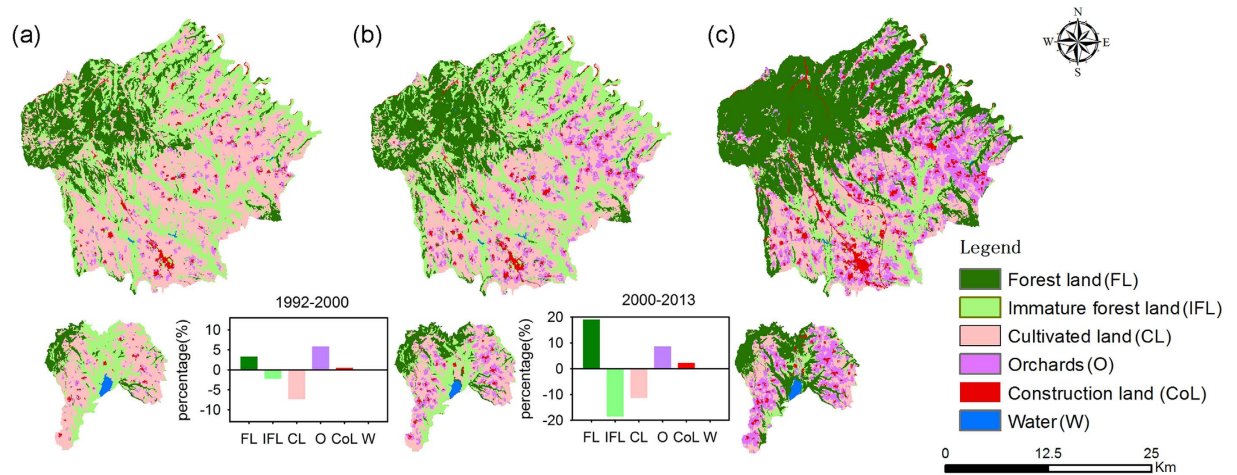 (a)
(b)
(c)
N
W
E
S
1992-2000
percentage(%)
10
5
0
-5
-10
FL IFL CL O CoL W
2000-2013
percentage(%)
20
10
0
-10
-20
FL IFL CL O CoL W
Legend
Forest land (FL)
Immature forest land (IFL)
Cultivated land (CL)
Orchards (O)
Construction land (CoL)
Water (W)
0 12.5 25
Km